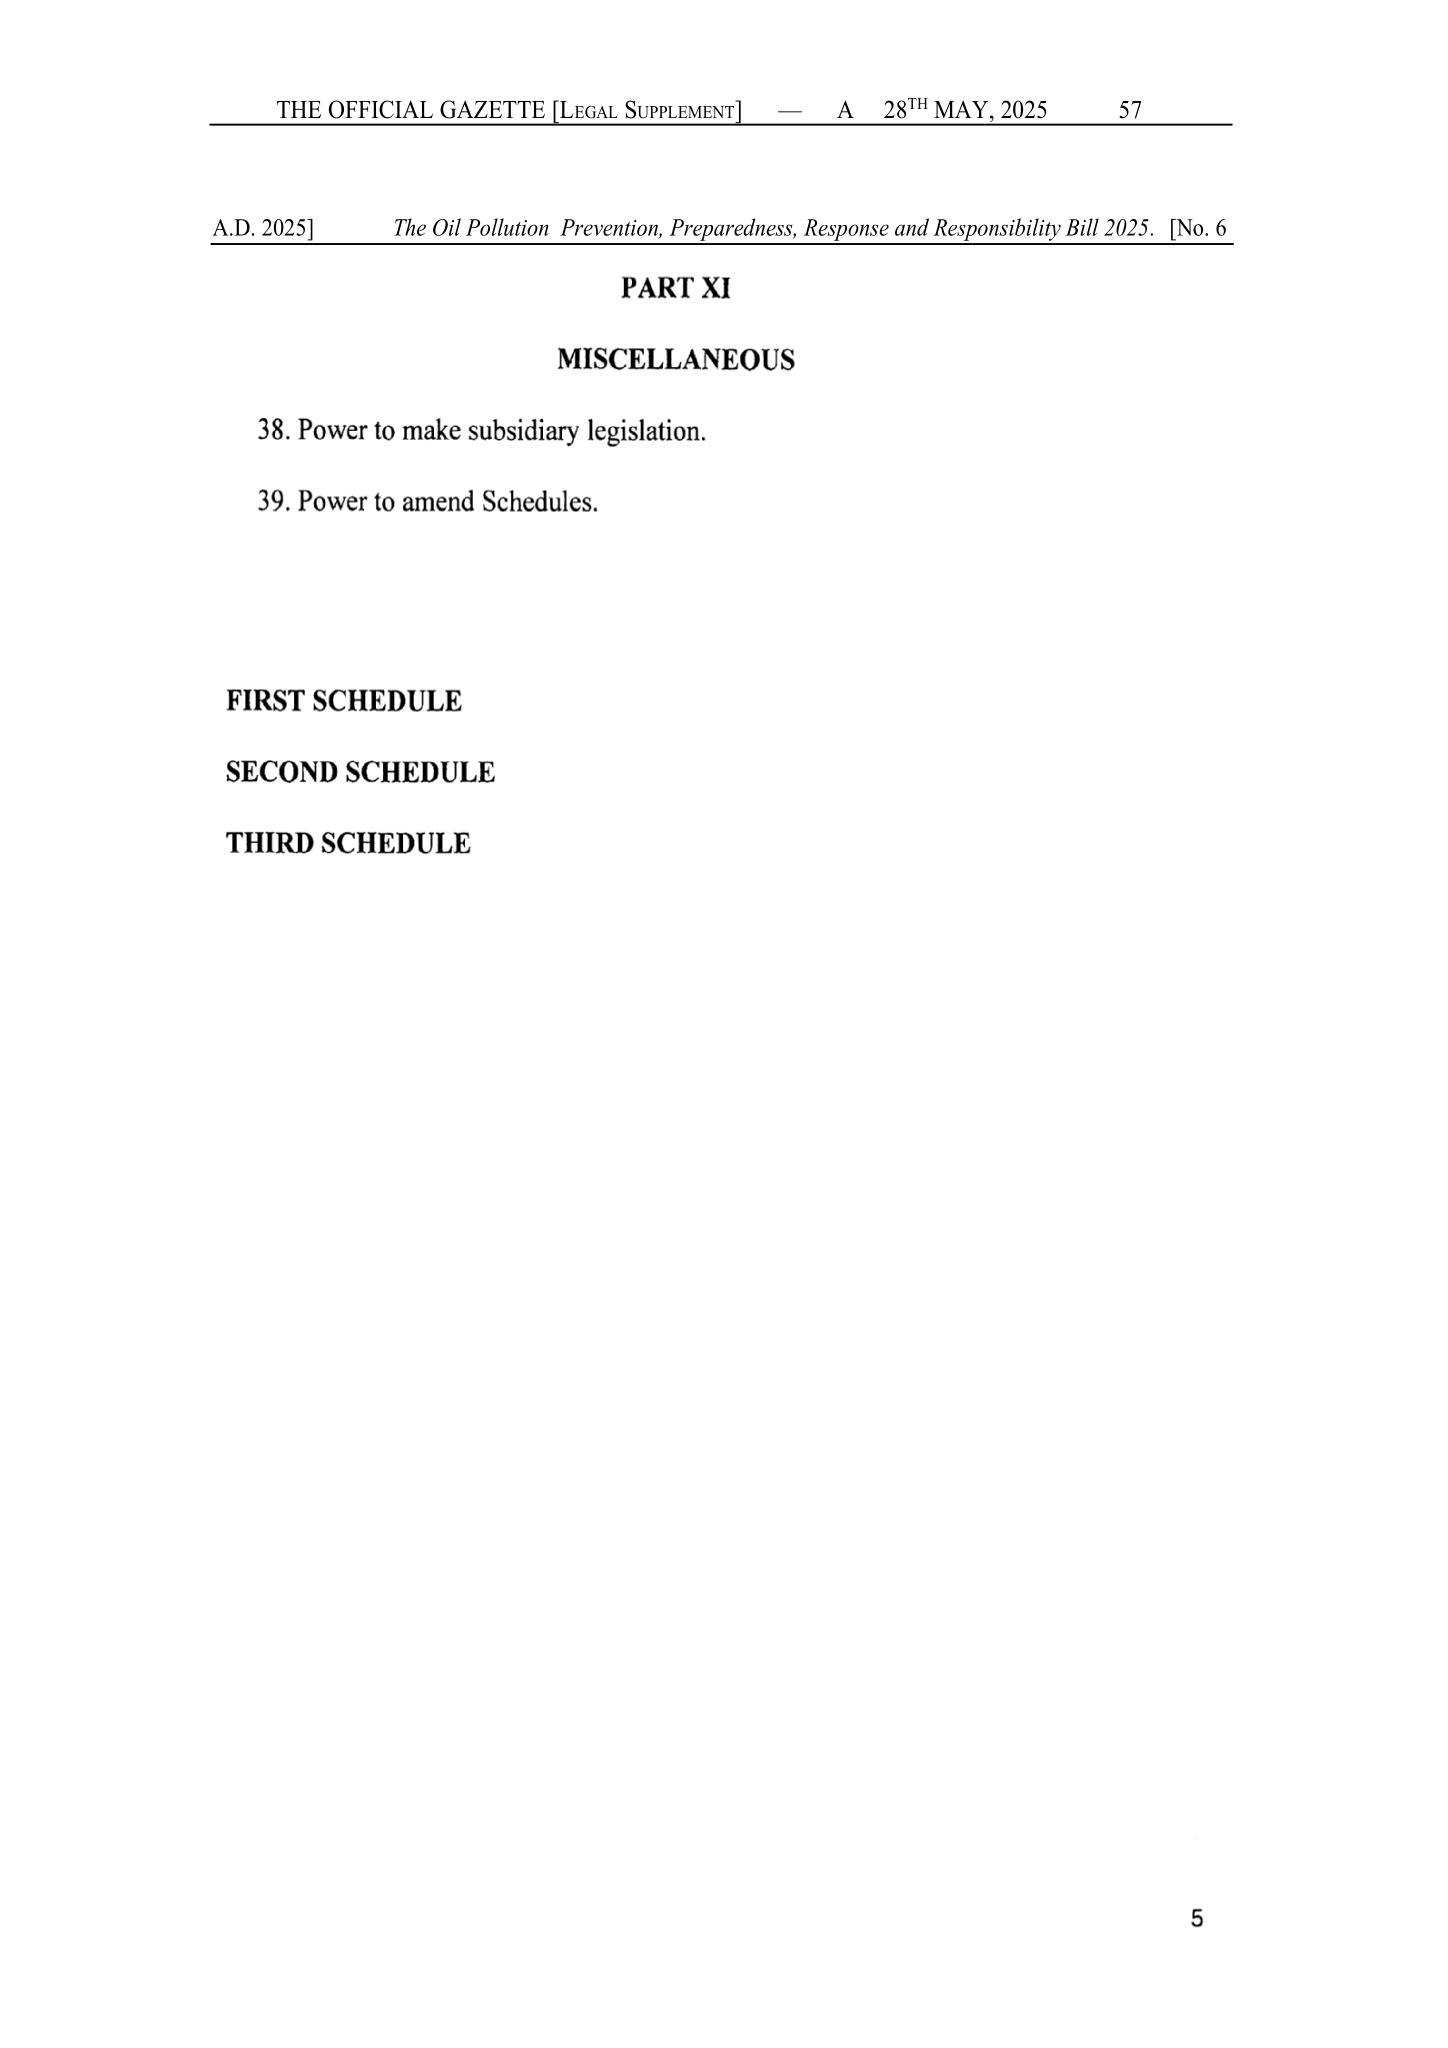 THE OFFICIAL GAZETTE [LEGAL SUPPLEMENT] — A 28TH MAY, 2025 57
A.D. 2025] The Oil Pollution Prevention, Preparedness, Response and Responsibility Bill 2025. [No. 6
PART XI
MISCELLANEOUS
38. Power to make subsidiary legislation.
39. Power to amend Schedules.
FIRST SCHEDULE
SECOND SCHEDULE
THIRD SCHEDULE
5